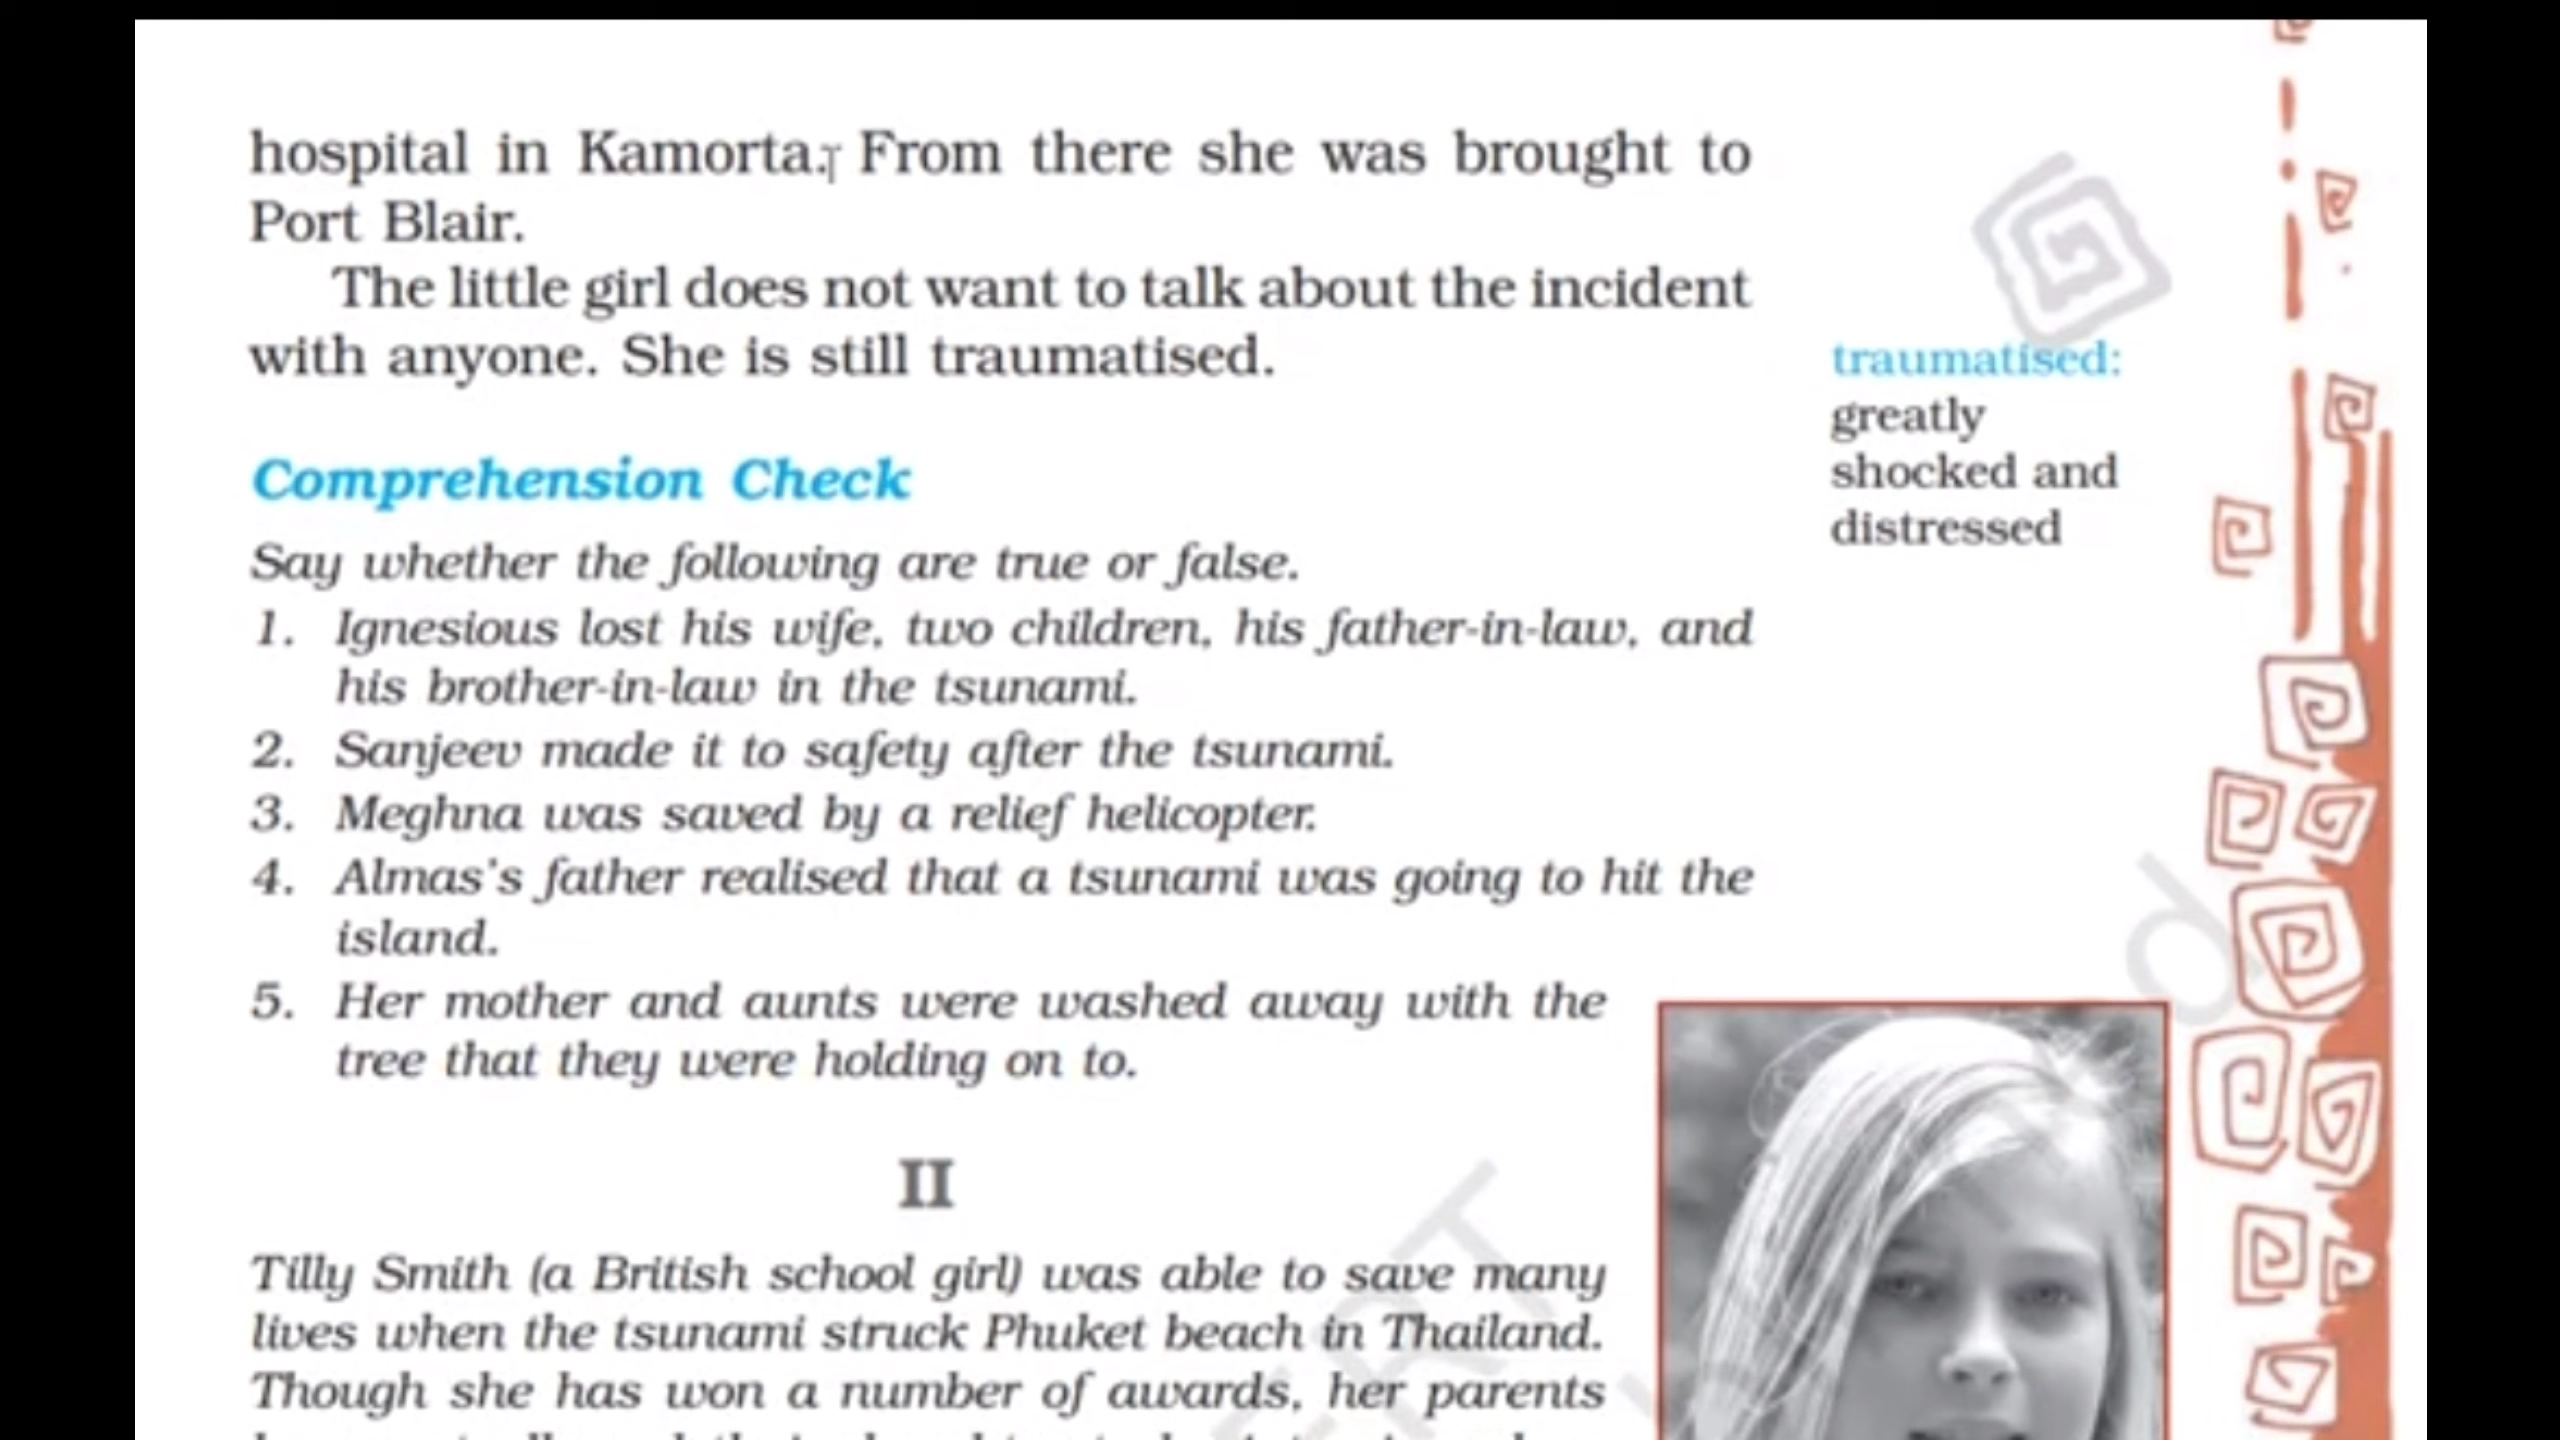 hospital in Kamorta. From there she was brought to
Port Blair.
The little girl does not want to talk about the incident
with anyone. She is still traumatised.
traumatised:
greatly
shocked and
distressed
Comprehension Check
Say whether the following are true or false.
1. Ignesious lost his wife, two children, his father-in-law, and
his brother-in-law in the tsunami.
2. Sanjeev made it to safety after the tsunami.
3. Meghna was saved by a relief helicopter.
4. Almas's father realised that a tsunami was going to hit the
island.
5. Her mother and aunts were washed away with the
tree that they were holding on to.
II
Tilly Smith (a British school girl) was able to save many
lives when the tsunami struck Phuket beach in Thailand.
Though she has won a number of awards, her parents